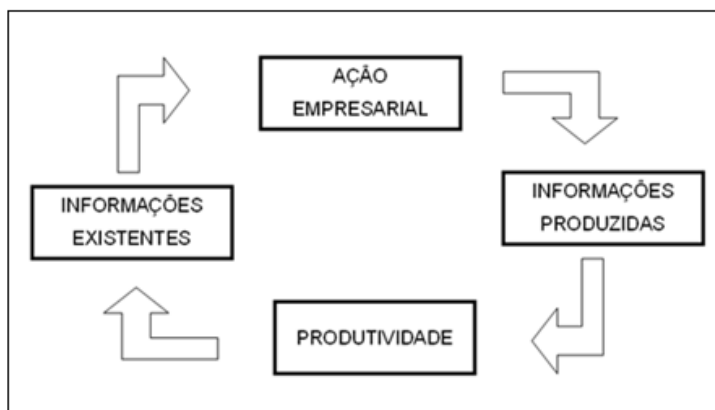 AÇÃO
EMPRESARIAL
INFORMAÇÕES
PRODUZIDAS
PRODUTIVIDADE
INFORMAÇÕES
EXISTENTES